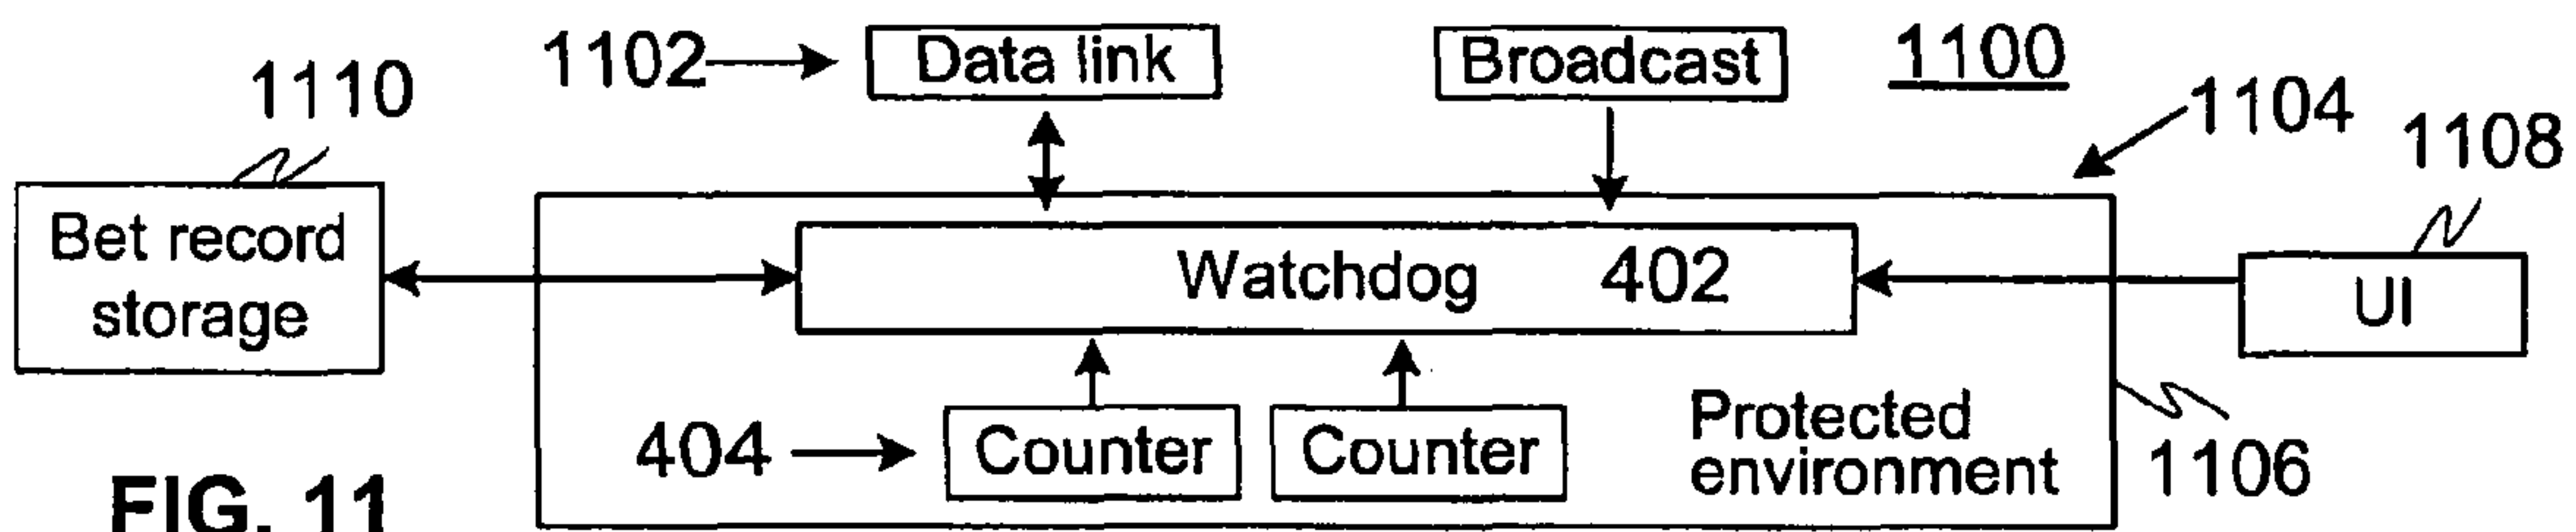 1110
1102
Data link
Broadcast
1100
1104
1108
Bet record
storage
Watchdog 402
UI
404
Counter
Counter
Protected
environment
1106
FIG. 11